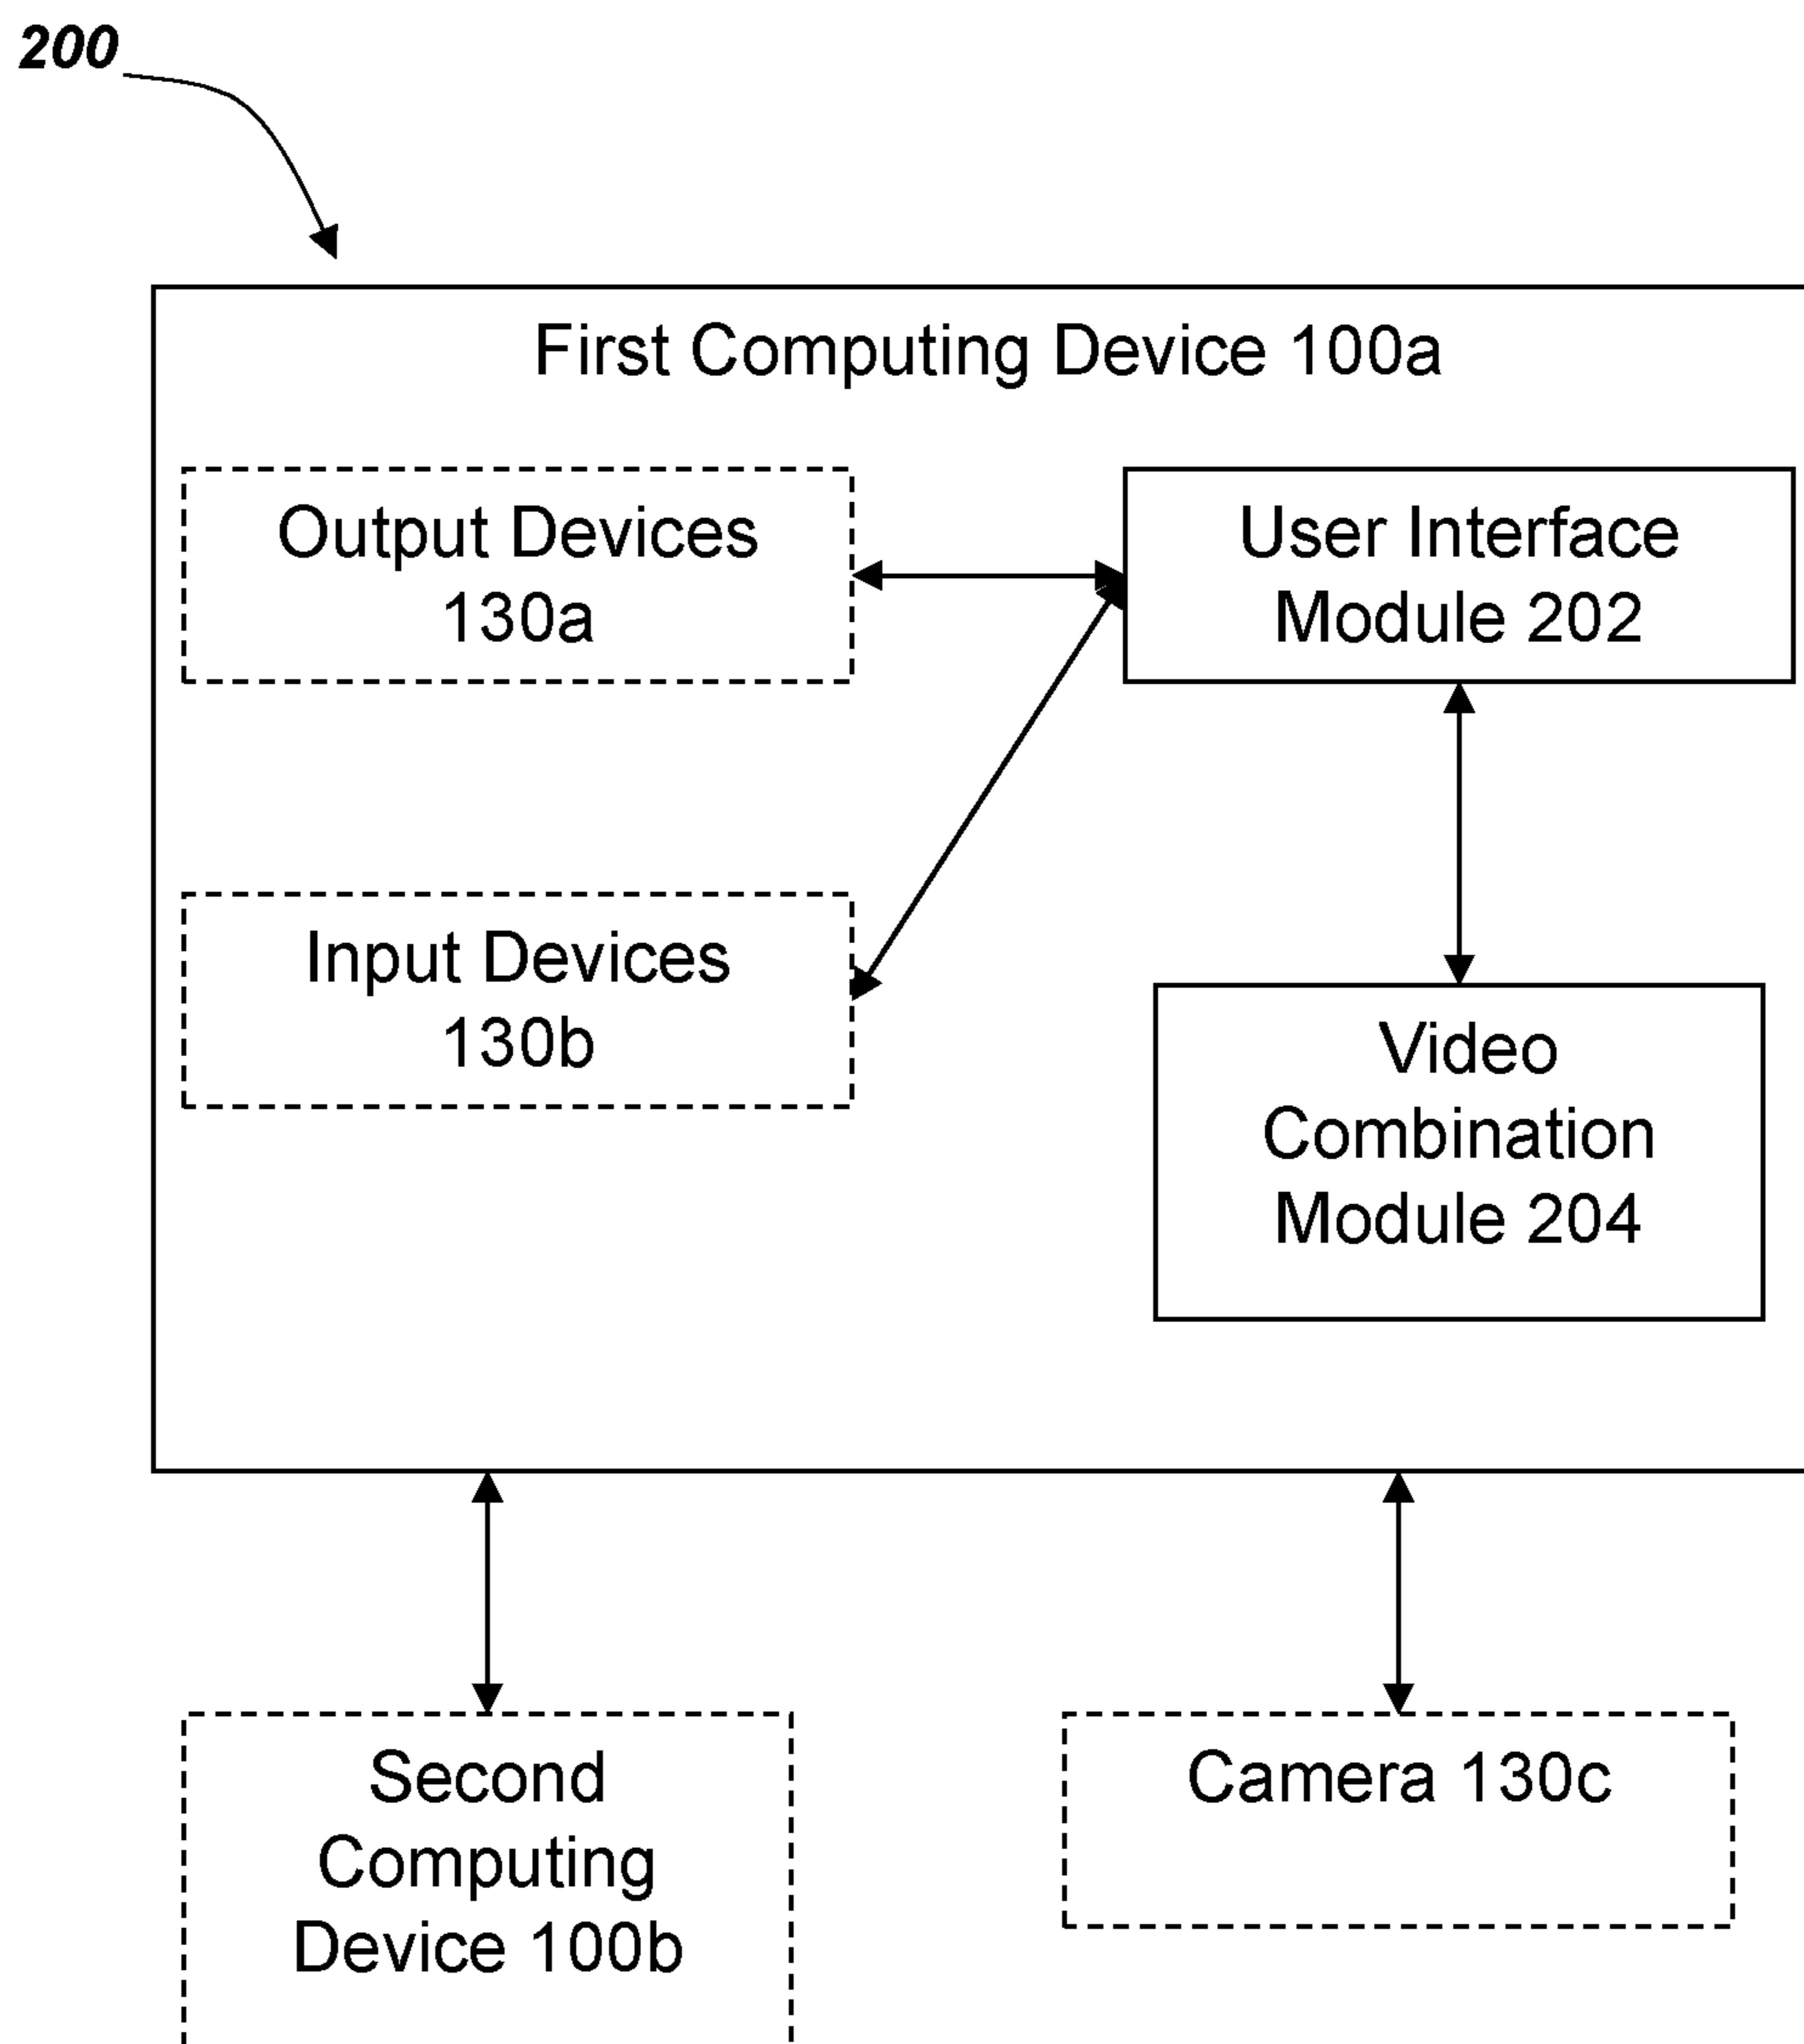 200
First Computing Device 100a
Output Devices
130a
User Interface
Module 202
Input Devices
130b
Video
Combination
Module 204
Second
Computing
Device 100b
Camera 130c